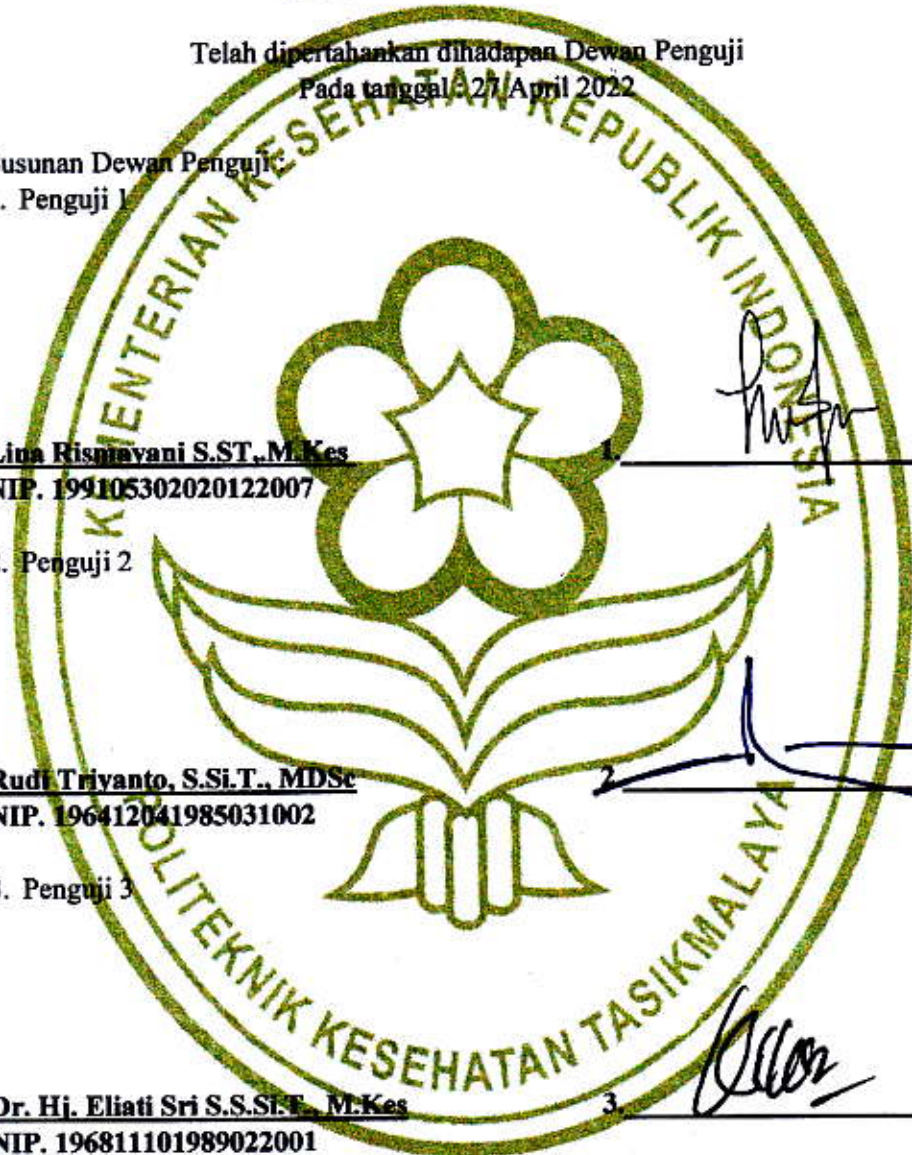 Telah dipertahankan dihadapan Dewan Penguji
Pada tanggal : 27 April 2022
KEMENTERIAN KESEHATAN REPUBLIK INDONESIA
usunan Dewan Penguji :
. Penguji 1
Lina Rismayani S.ST,.M.Kes 1.
NIP. 199105302020122007
. Penguji 2
Rudi Triyanto, S.Si.T., MDSc 2
NIP. 196412041985031002
. Penguji 3
POLITEKNIK KESEHATAN TASIKMALAYA
Dr. Hj. Eliati Sri S.S.Si.T., M.Kes 3.
NIP. 196811101989022001